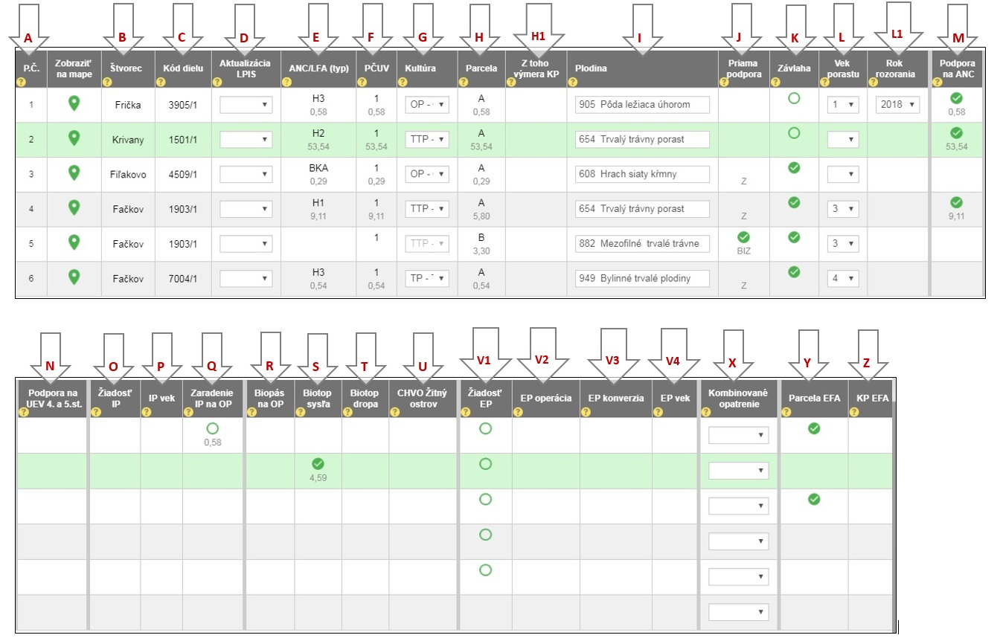 A B C D E F G H H1 I J K L L1 M
P.Č. Zobraziť na mape Štvorec Kód dielu Aktualizácia LPIS ANC/LFA (typ) PČUV Kultúra Parcela Z toho výmera KP Plodina Priama podpora Závlaha Vek porastu Rok rozorania Podpora na ANC
? ? ? ? ? ? ? ? ? ? ? ? ? ? ?
1 Frička 3905/1 H3 0,58 1 0,58 OP - A 0,58 905 Pôda ležiaca úhorom 1 2018 0,58
2 Krivany 1501/1 H2 53,54 1 53,54 TTP - A 53,54 654 Trvalý trávny porast 53,54
3 Fiľakovo 4509/1 BKA 0,29 1 0,29 OP - A 0,29 608 Hrach siaty kŕmny Z
4 Fačkov 1903/1 H1 9,11 1 9,11 TTP - A 5,80 654 Trvalý trávny porast Z 3 9,11
5 Fačkov 1903/1 1 TTP - B 3,30 882 Mezofilné trvalé trávne BIZ 3
6 Fačkov 7004/1 H3 0,54 1 0,54 TP - A 0,54 949 Bylinné trvalé plodiny Z 4
N O P Q R S T U V1 V2 V3 V4 X Y Z
Podpora na UEV 4. a 5.st. Žiadosť IP IP vek Zaradenie IP na OP Biopás na OP Biotop sysľa Biotop dropa CHVO Žitný ostrov Žiadosť EP EP operácia EP konverzia EP vek Kombinované opatrenie Parcela EFA KP EFA
? ? ? ? ? ? ? ? ? ? ? ? ? ? ?
0,58
4,59